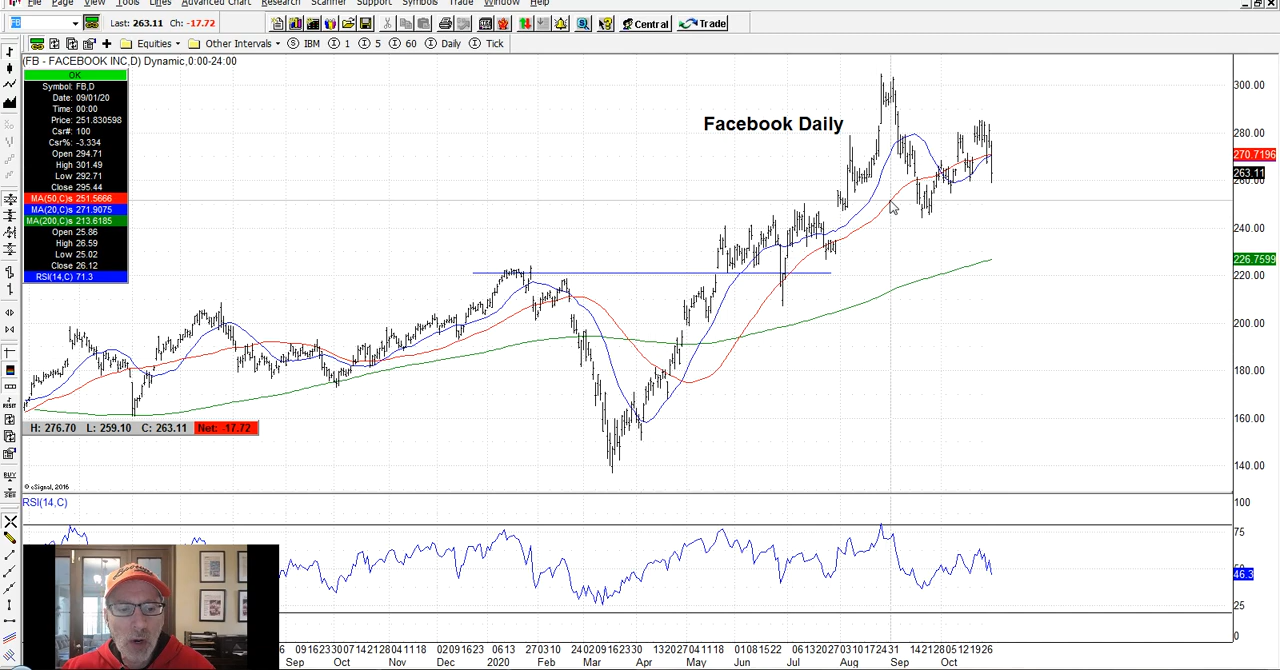 File Page View Tools Lines Advanced Chart Research Scanner Support Symbols Trade Window Help
FB Last: 263.11 Ch: -17.72 Central Trade
Equities Other Intervals IBM 1 5 60 Daily Tick
(FB - FACEBOOK INC,D) Dynamic,0:00-24:00
OK
Symbol: FB,D
Date: 09/01/20
Time: 00:00
Price: 251.830598
Csr#: 100
Csr%: -3.334
Open 294.71
High 301.49
Low 292.71
Close 295.44
MA(50,C)s 251.5666
MA(20,C)s 271.9075
MA(200,C)s 213.6185
Open 25.86
High 26.59
Low 25.02
Close 26.12
RSI(14,C) 71.3
Facebook Daily
300.00
280.00
270.7196
263.11
260.00
240.00
226.7599
220.00
200.00
180.00
160.00
140.00
H: 276.70 L: 259.10 C: 263.11 Net: -17.72
© eSignal, 2016
RSI(14,C)
100
75
50
46.3
25
0
Sep Oct Nov Dec 2020 Feb Mar Apr May Jun Jul Aug Sep Oct
RESET
BUY